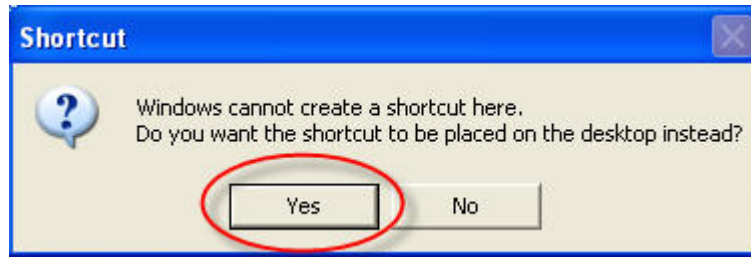 Shortcut
Windows cannot create a shortcut here.
Do you want the shortcut to be placed on the desktop instead?
Yes No